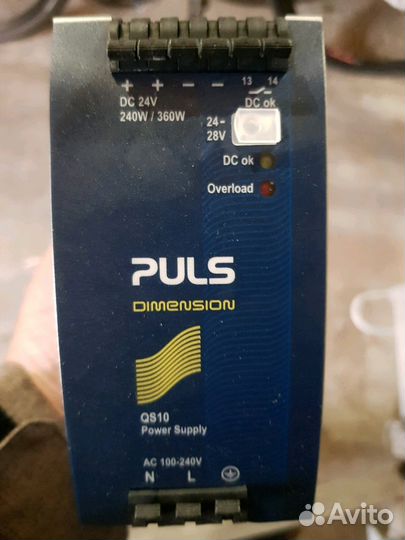 + + − − 13 14
DC 24V
240W / 360W
DC ok
24-
28V
DC ok
Overload
PULS
DIMENSION
QS10
Power Supply
AC 100-240V
N L
Avito